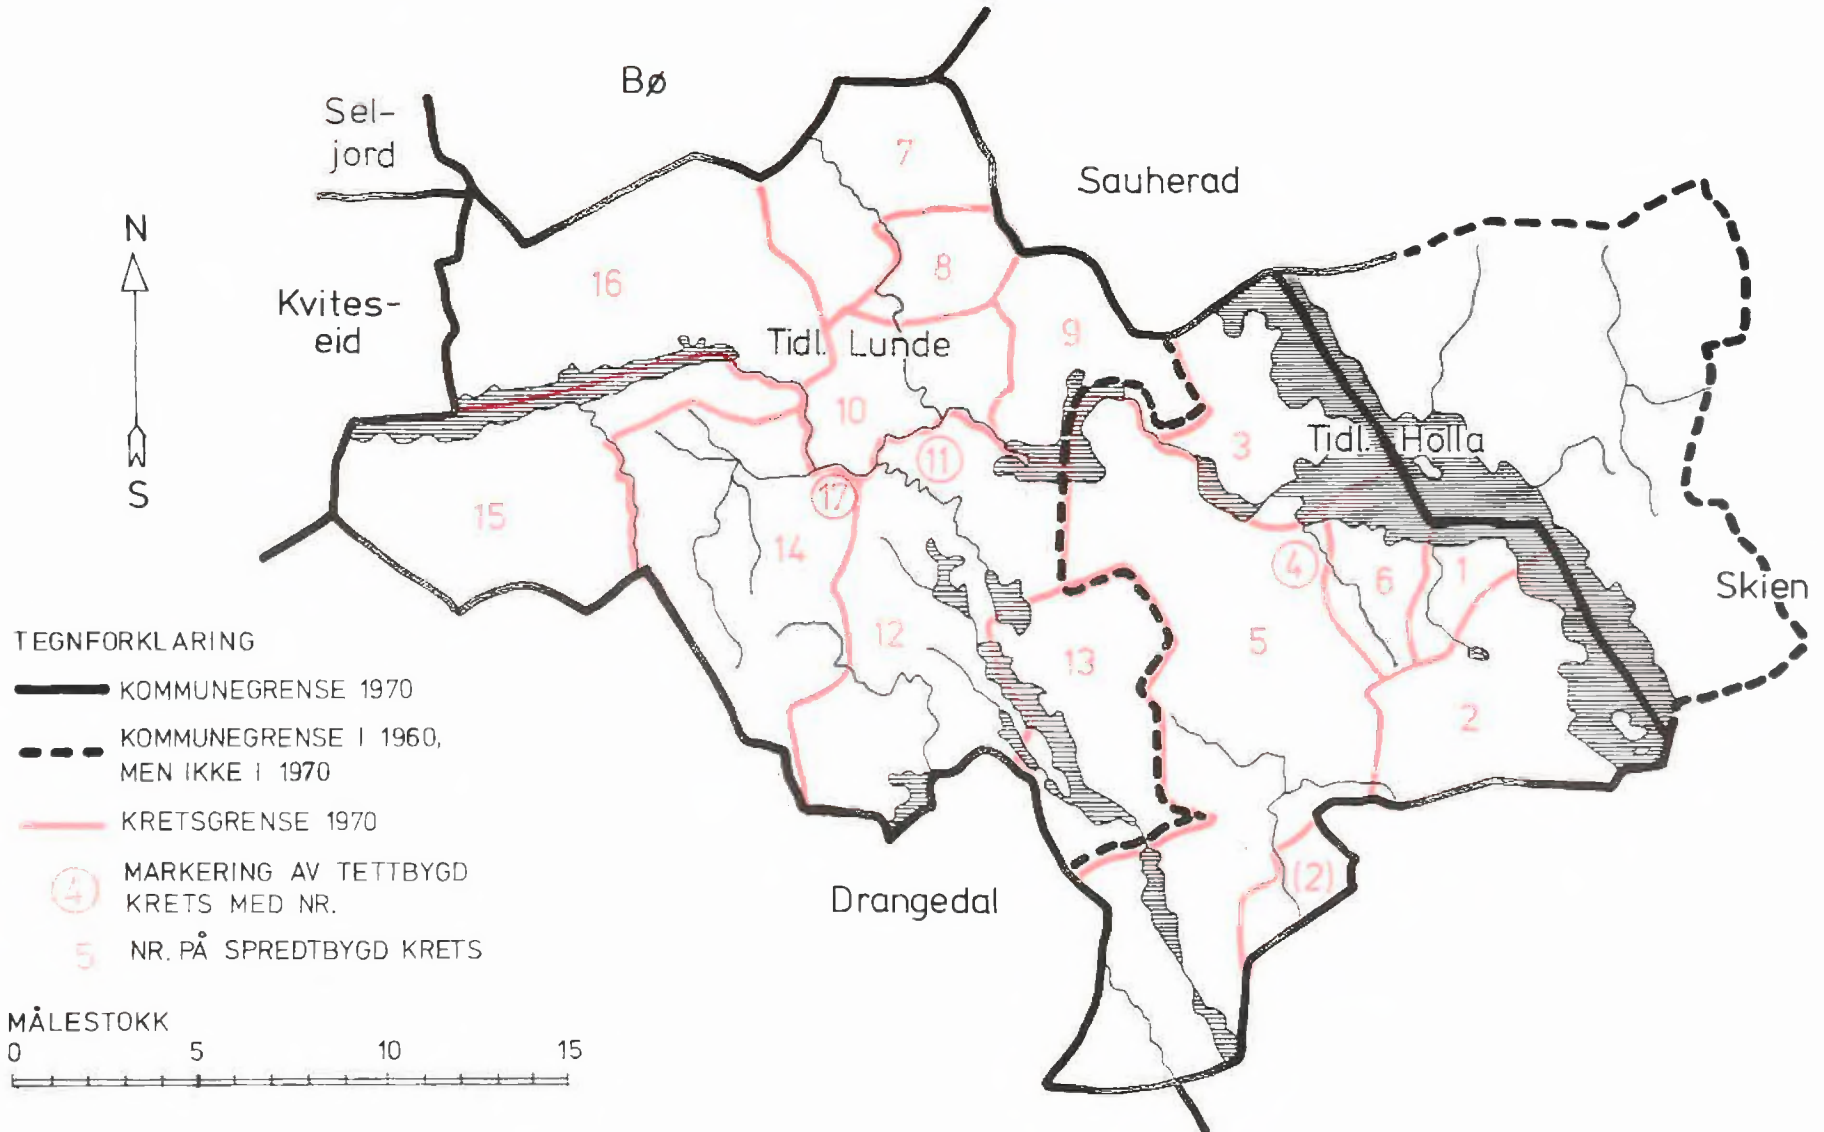 Bø
Sel-
jord
7
Sauherad
N
8
16
Kvites-
eid
9
Tidl. Lunde
10
3
Tidl. Holla
11
17
S
15
14
4
6
1
Skien
12
5
13
2
TEGNFORKLARING
KOMMUNEGRENSE 1970
KOMMUNEGRENSE I 1960,
MEN IKKE I 1970
KRETSGRENSE 1970
4 MARKERING AV TETTBYGD
KRETS MED NR.
5 NR. PÅ SPREDTBYGD KRETS
(2)
Drangedal
MÅLESTOKK
0 5 10 15